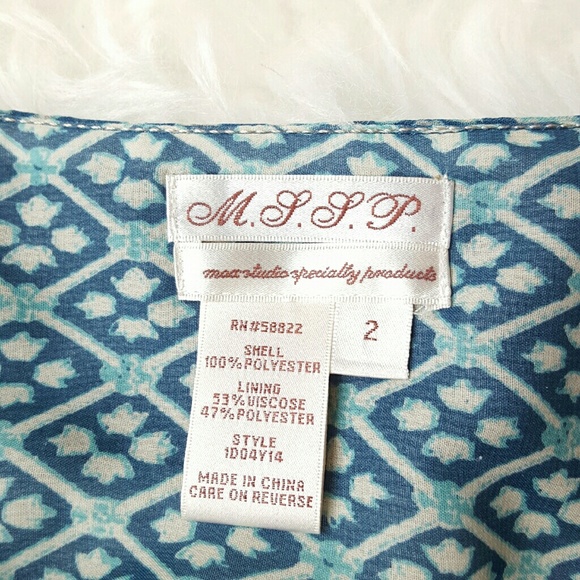 M.S.S.P.
max studio specialty products
2
RN#58822
SHELL
100%POLYESTER
LINING
53%VISCOSE
47%POLYESTER
STYLE
1D04Y14
MADE IN CHINA
CARE ON REVERSE